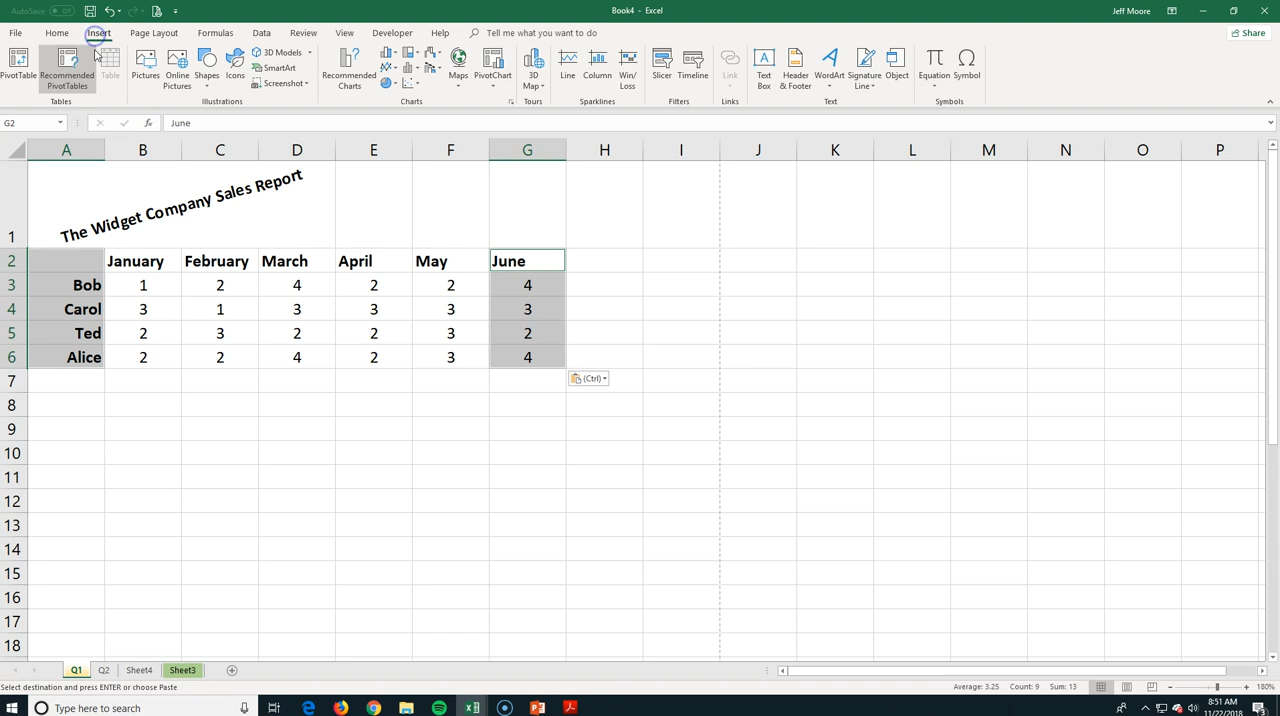 AutoSave Off Book4 - Excel Jeff Moore
File Home Insert Page Layout Formulas Data Review View Developer Help Tell me what you want to do Share
PivotTable Recommended PivotTables Table Pictures Online Pictures Shapes Icons 3D Models SmartArt Screenshot Recommended Charts Maps PivotChart 3D Map Line Column Win/Loss Slicer Timeline Link Text Box Header & Footer WordArt Signature Line Object Equation Symbol
Tables Illustrations Charts Tours Sparklines Filters Links Text Symbols
G2 fx June
A B C D E F G H I J K L M N O P
1 The Widget Company Sales Report
2 January February March April May June
3 Bob 1 2 4 2 2 4
4 Carol 3 1 3 3 3 3
5 Ted 2 3 2 2 3 2
6 Alice 2 2 4 2 3 4
7 (Ctrl)
8
9
10
11
12
13
14
15
16
17
18
Q1 Q2 Sheet4 Sheet3
Select destination and press ENTER or choose Paste Average: 3.25 Count: 9 Sum: 13 180%
Type here to search 8:51 AM
11/22/2018 3